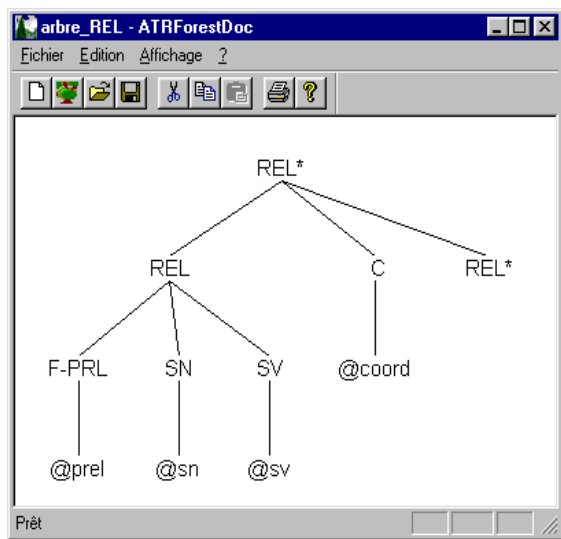 arbre_REL - ATRForestDoc
Fichier Edition Affichage ?
REL*
REL C REL*
F-PRL SN SV @coord
@prel @sn @sv
Prêt